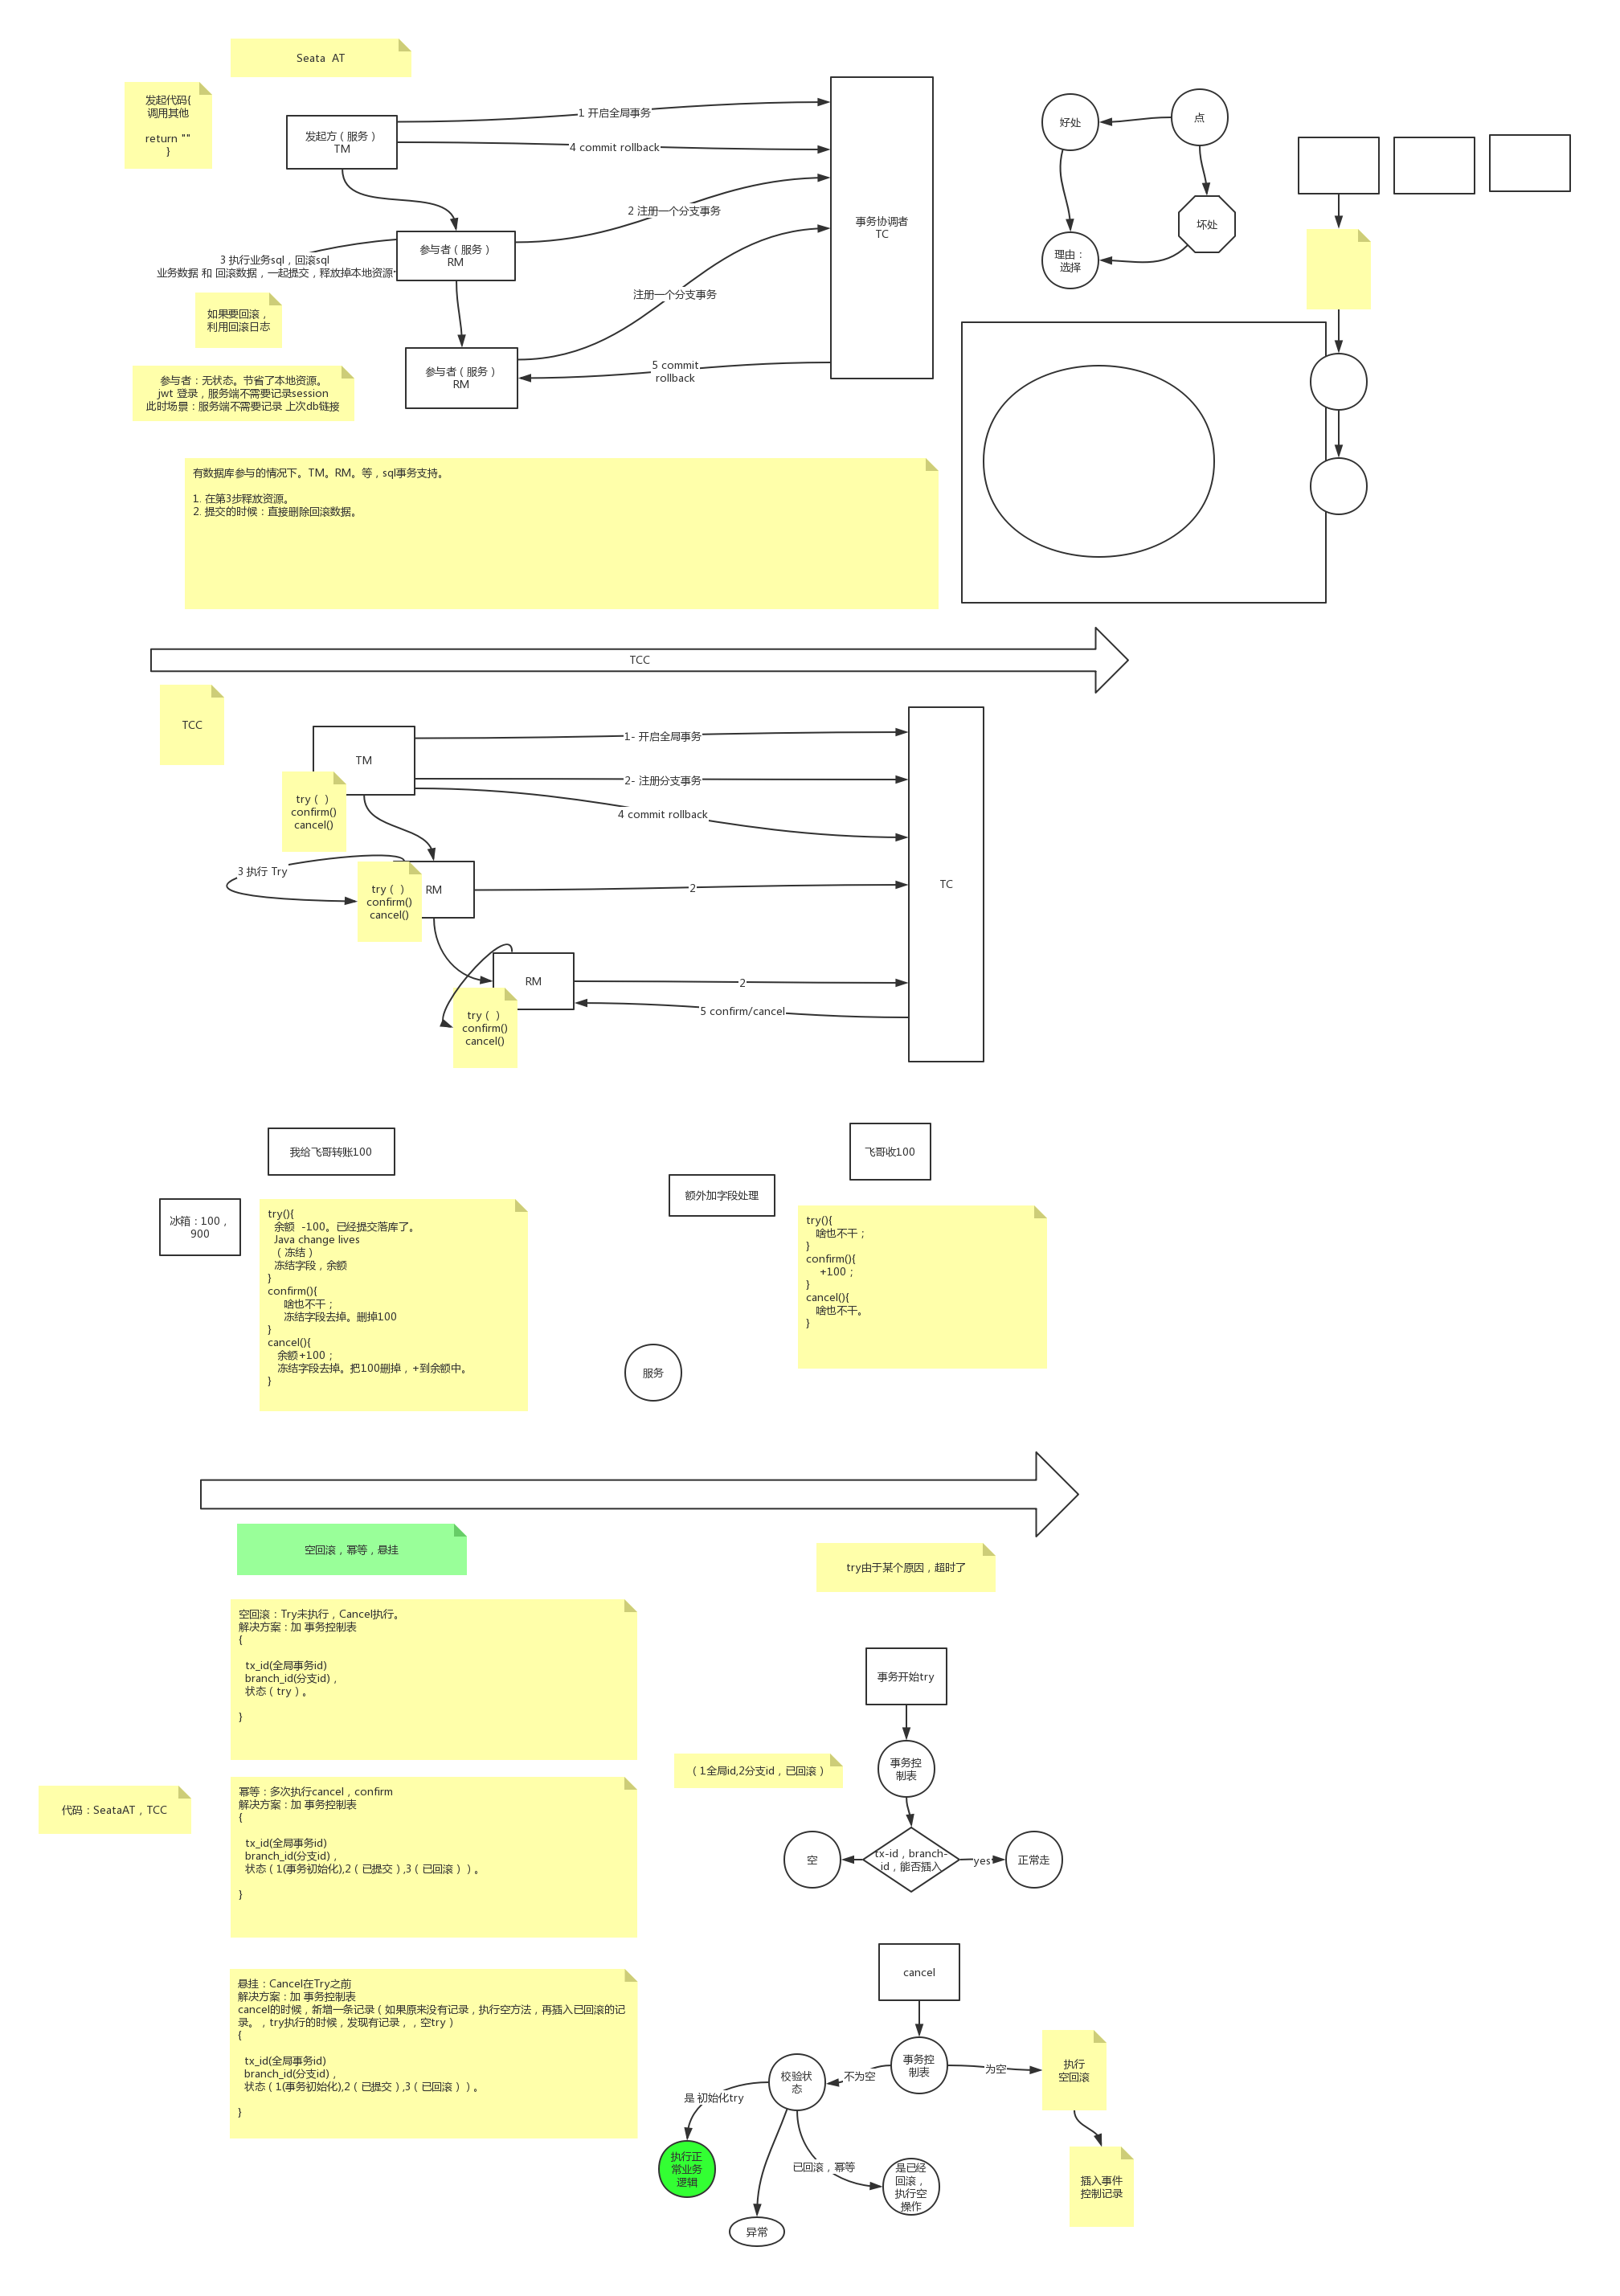 Seata  AT
发起代码{
调用其他
return ""
}
发起方（服务）
TM
1 开启全局事务
4 commit rollback
2 注册一个分支事务
事务协调者
TC
参与者（服务）
RM
3 执行业务sql，回滚sql
业务数据 和 回滚数据，一起提交，释放掉本地资源
注册一个分支事务
如果要回滚，
利用回滚日志
参与者（服务）
RM
5 commit
rollback
参与者：无状态。节省了本地资源。
jwt 登录，服务端不需要记录session
此时场景：服务端不需要记录 上次db链接
好处
点
坏处
理由：
选择
有数据库参与的情况下。TM。RM。等，sql事务支持。
1. 在第3步释放资源。
2. 提交的时候：直接删除回滚数据。
TCC
TCC
TM
1- 开启全局事务
2- 注册分支事务
4 commit rollback
try（ ）
confirm()
cancel()
3 执行 Try
try（ ）
confirm()
cancel()
RM
2
TC
RM
2
5 confirm/cancel
try（ ）
confirm()
cancel()
我给飞哥转账100
飞哥收100
额外加字段处理
冰箱：100，
900
try(){
余额  -100。已经提交落库了。
Java change lives
（冻结）
冻结字段，余额
}
confirm(){
啥也不干；
冻结字段去掉。删掉100
}
cancel(){
余额+100；
冻结字段去掉。把100删掉，+到余额中。
}
try(){
啥也不干；
}
confirm(){
+100；
}
cancel(){
啥也不干。
}
服务
空回滚，幂等，悬挂
try由于某个原因，超时了
空回滚：Try未执行，Cancel执行。
解决方案：加 事务控制表
{
tx_id(全局事务id)
branch_id(分支id)，
状态（try）。
}
事务开始try
事务控
制表
（1全局id,2分支id，已回滚）
代码：SeataAT，TCC
幂等：多次执行cancel，confirm
解决方案：加 事务控制表
{
tx_id(全局事务id)
branch_id(分支id)，
状态（1(事务初始化),2（已提交）,3（已回滚））。
}
空
tx-id，branch-
id，能否插入
yes
正常走
悬挂：Cancel在Try之前
解决方案：加 事务控制表
cancel的时候，新增一条记录（如果原来没有记录，执行空方法，再插入已回滚的记
录。，try执行的时候，发现有记录，，空try）
{
tx_id(全局事务id)
branch_id(分支id)，
状态（1(事务初始化),2（已提交）,3（已回滚））。
}
cancel
事务控
制表
不为空
为空
执行
空回滚
校验状
态
是 初始化try
执行正
常业务
逻辑
已回滚，幂等
是已经
回滚，
执行空
操作
插入事件
控制记录
异常